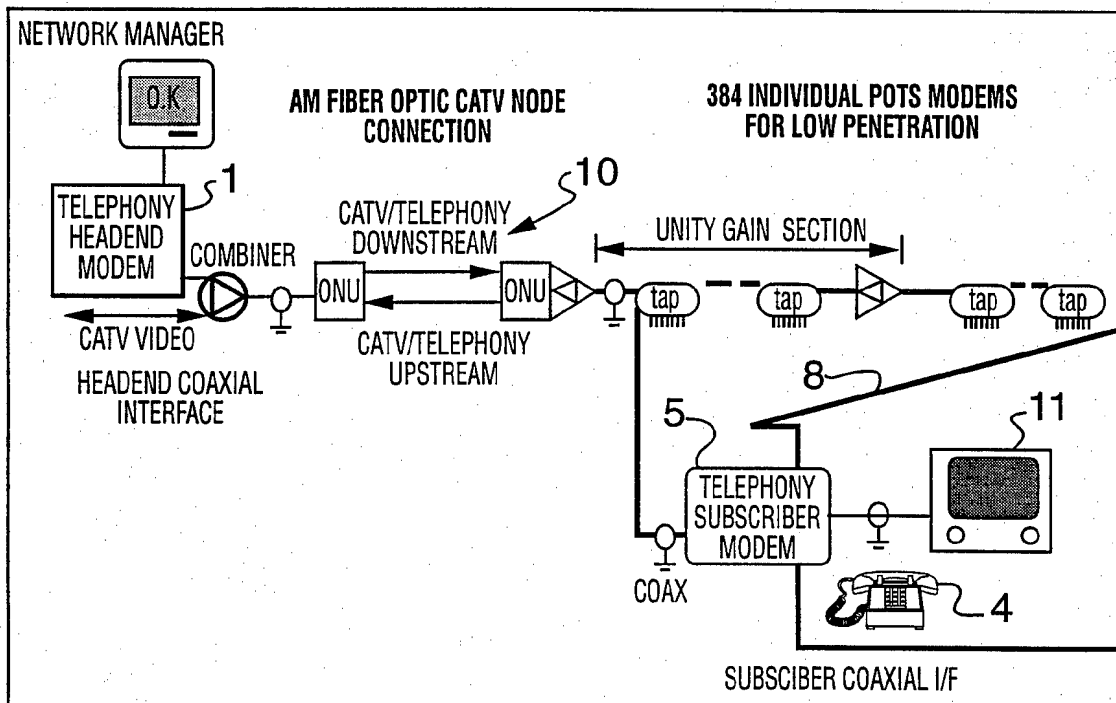 NETWORK MANAGER
O.K
AM FIBER OPTIC CATV NODE
CONNECTION
384 INDIVIDUAL POTS MODEMS
FOR LOW PENETRATION
1
10
TELEPHONY
HEADEND
MODEM
COMBINER
CATV/TELEPHONY
DOWNSTREAM
UNITY GAIN SECTION
ONU
ONU
tap
tap
tap
tap
CATV VIDEO
CATV/TELEPHONY
UPSTREAM
HEADEND COAXIAL
INTERFACE
8
5
11
TELEPHONY
SUBSCRIBER
MODEM
COAX
4
SUBSCIBER COAXIAL I/F